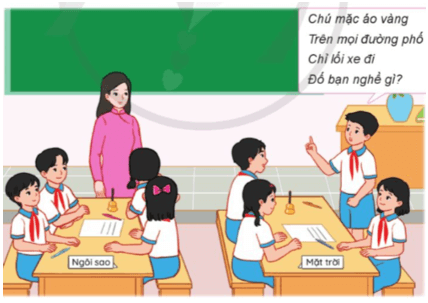 Chú mặc áo vàng
Trên mọi đường phố
Chỉ lối xe đi
Đố bạn nghề gì?
Ngôi sao
Mặt trời